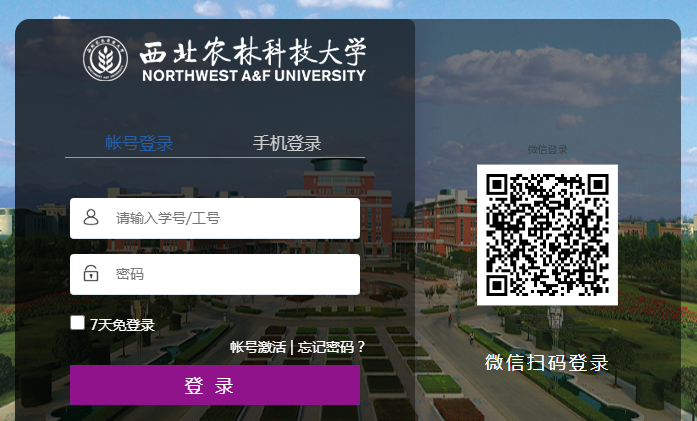 西北农林科技大学
NORTHWEST A&F UNIVERSITY
帐号登录 手机登录
请输入学号/工号
密码
7天免登录
帐号激活 | 忘记密码？
登 录
微信登录
微信扫码登录